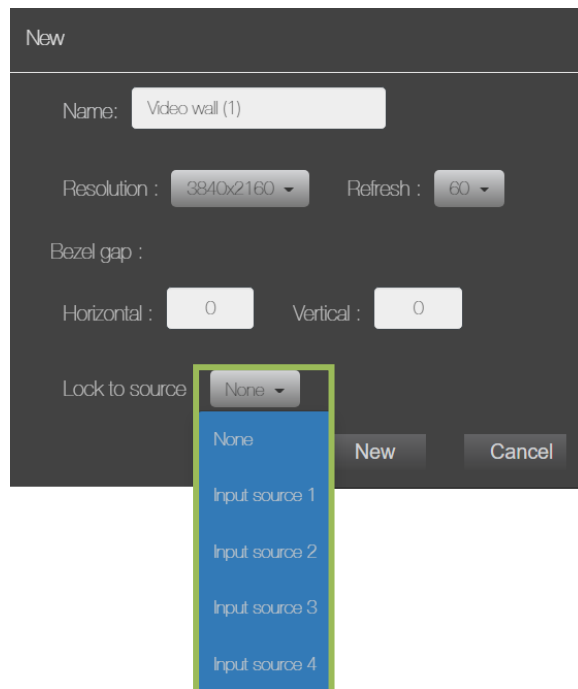 New
Name: Video wall (1)
Resolution : 3840x2160 Refresh : 60
Bezel gap :
Horizontal : 0 Vertical : 0
Lock to source None
None
New Cancel
Input source 1
Input source 2
Input source 3
Input source 4